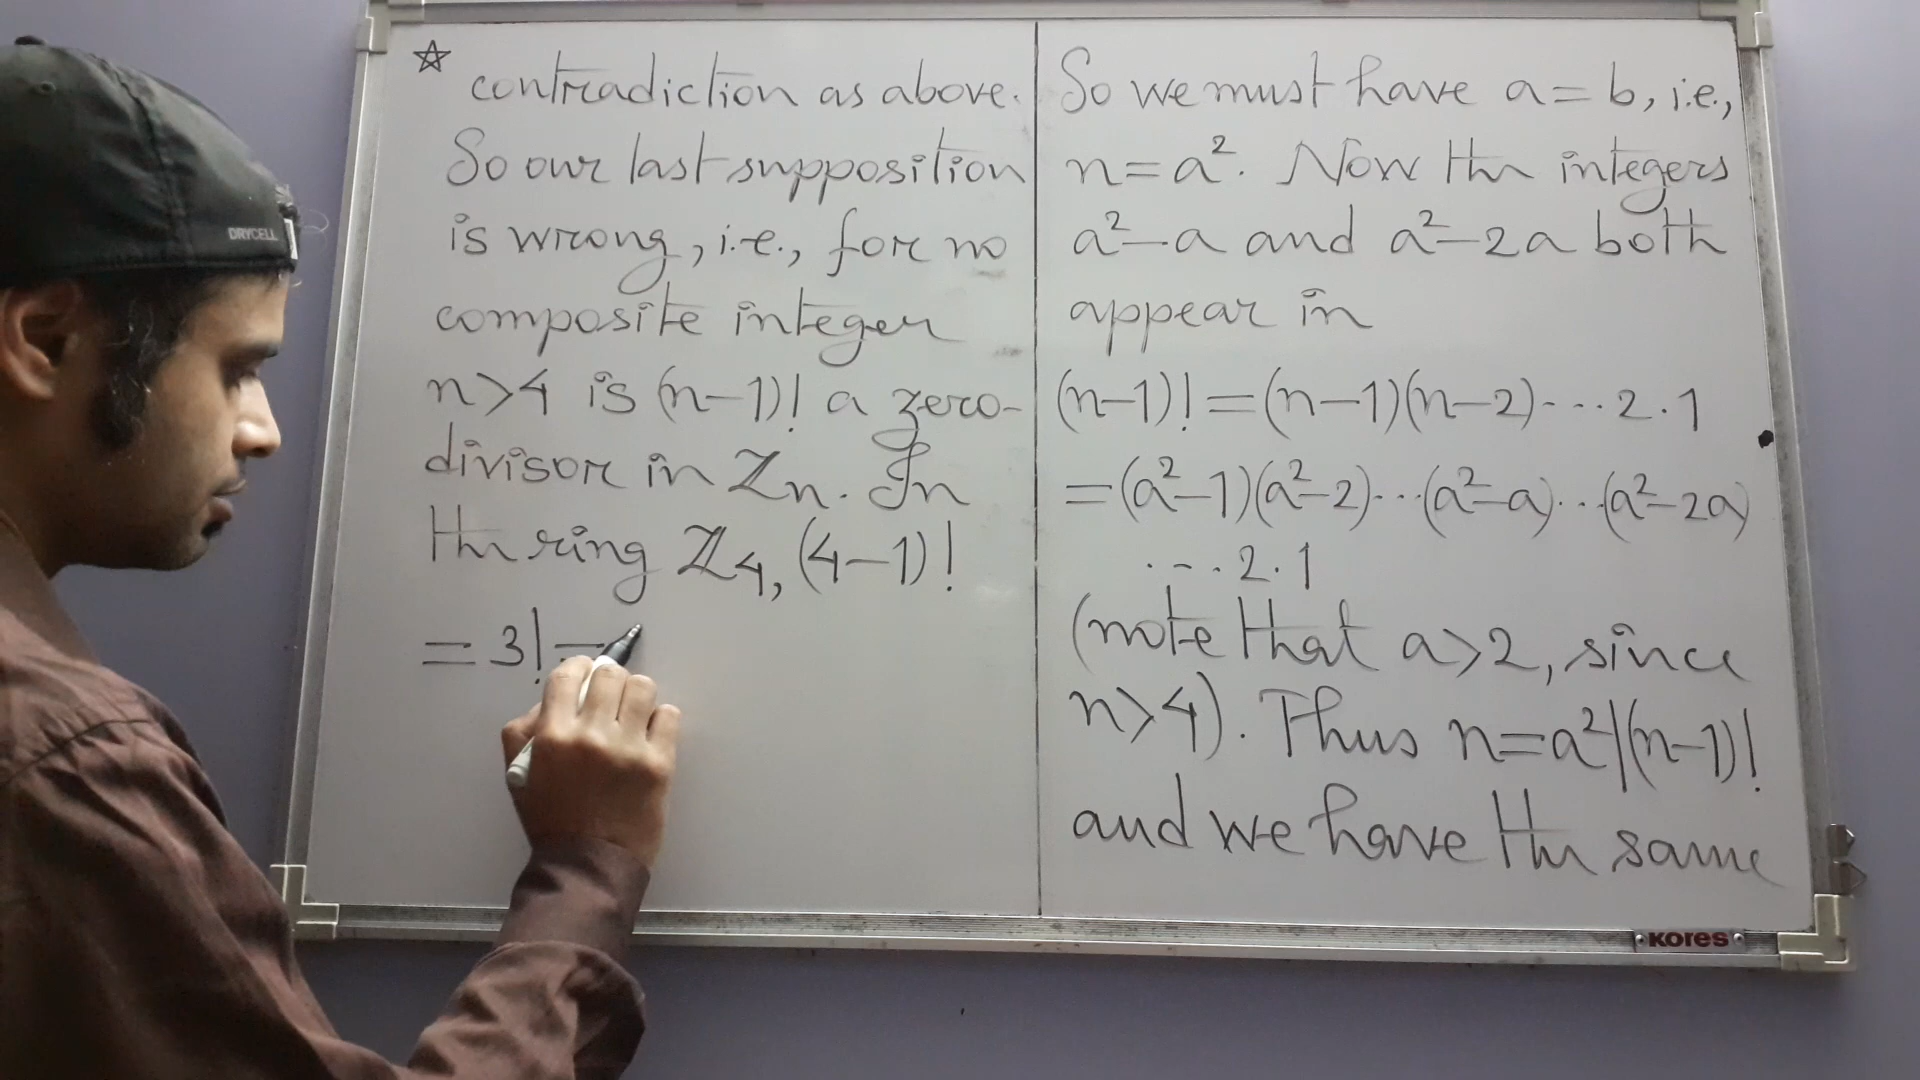 ☆ contradiction as above.
So our last supposition
is wrong, i.e., for no
composite integer
n>4 is (n-1)! a zero-
divisor in Zn. In
the ring ℤ4, (4-1)!
= 3! =
So we must have a=b, i.e.,
n=a². Now the integers
a²-a and a²-2a both
appear in
(n-1)!=(n-1)(n-2)····2.1
=(a²-1)(a²-2)···(a²-a)···(a²-2a)
····2.1
(note that a>2, since
n>4). Thus n=a²|(n-1)!
and we have the same
DRYCELL
KORES